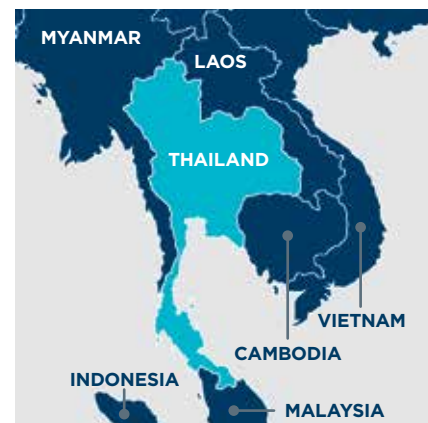 MYANMAR
LAOS
THAILAND
VIETNAM
CAMBODIA
INDONESIA
MALAYSIA